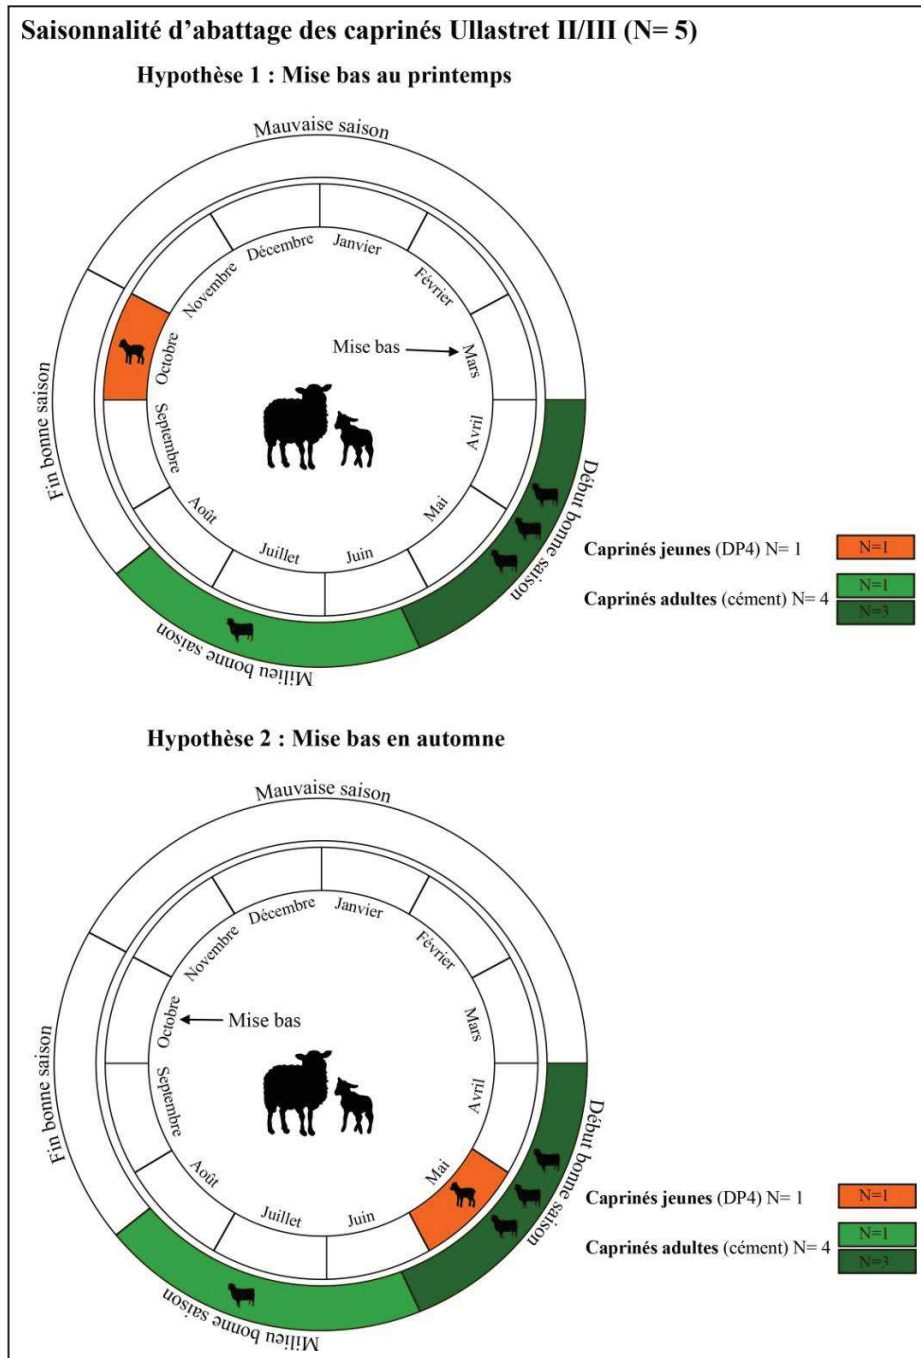 Saisonnalité d'abattage des caprinés Ullastret II/III (N= 5)
Hypothèse 1 : Mise bas au printemps
Mauvaise saison
Décembre
Janvier
Novembre
Février
Octobre
Mise bas
Mars
Fin bonne saison
Septembre
Avril
Août
Mai
Juillet
Juin
Début bonne saison
Milieu bonne saison
Caprinés jeunes (DP4) N= 1
N=1
Caprinés adultes (cément) N= 4
N=1
N=3
Hypothèse 2 : Mise bas en automne
Mauvaise saison
Décembre
Janvier
Novembre
Février
Octobre
Mise bas
Mars
Fin bonne saison
Septembre
Avril
Août
Mai
Juillet
Juin
Début bonne saison
Milieu bonne saison
Caprinés jeunes (DP4) N= 1
N=1
Caprinés adultes (cément) N= 4
N=1
N=3